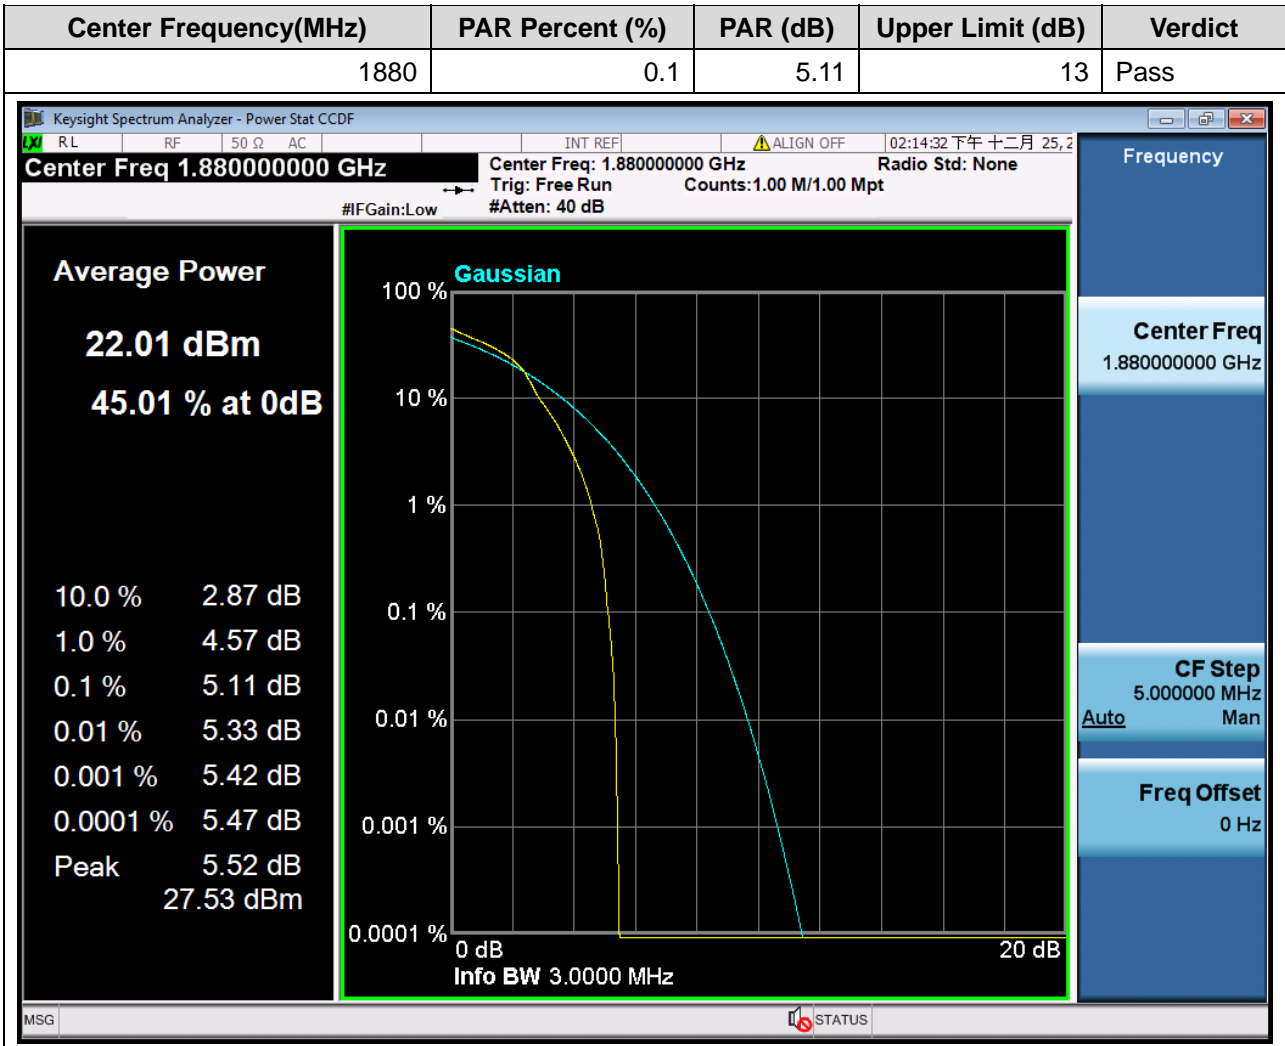 Center Frequency(MHz) PAR Percent (%) PAR (dB) Upper Limit (dB) Verdict
1880 0.1 5.11 13 Pass
Keysight Spectrum Analyzer - Power Stat CCDF
LXI RL RF 50 Ω AC INT REF ALIGN OFF 02:14:32 下午 十二月 25, 2
Center Freq 1.880000000 GHz
Center Freq: 1.880000000 GHz Radio Std: None
Trig: Free Run Counts:1.00 M/1.00 Mpt
#IFGain:Low #Atten: 40 dB
Average Power
22.01 dBm
45.01 % at 0dB
10.0 % 2.87 dB
1.0 % 4.57 dB
0.1 % 5.11 dB
0.01 % 5.33 dB
0.001 % 5.42 dB
0.0001 % 5.47 dB
Peak 5.52 dB
27.53 dBm
Gaussian
100 %
10 %
1 %
0.1 %
0.01 %
0.001 %
0.0001 %
0 dB 20 dB
Info BW 3.0000 MHz
Frequency
Center Freq
1.880000000 GHz
CF Step
5.000000 MHz
Auto Man
Freq Offset
0 Hz
MSG STATUS